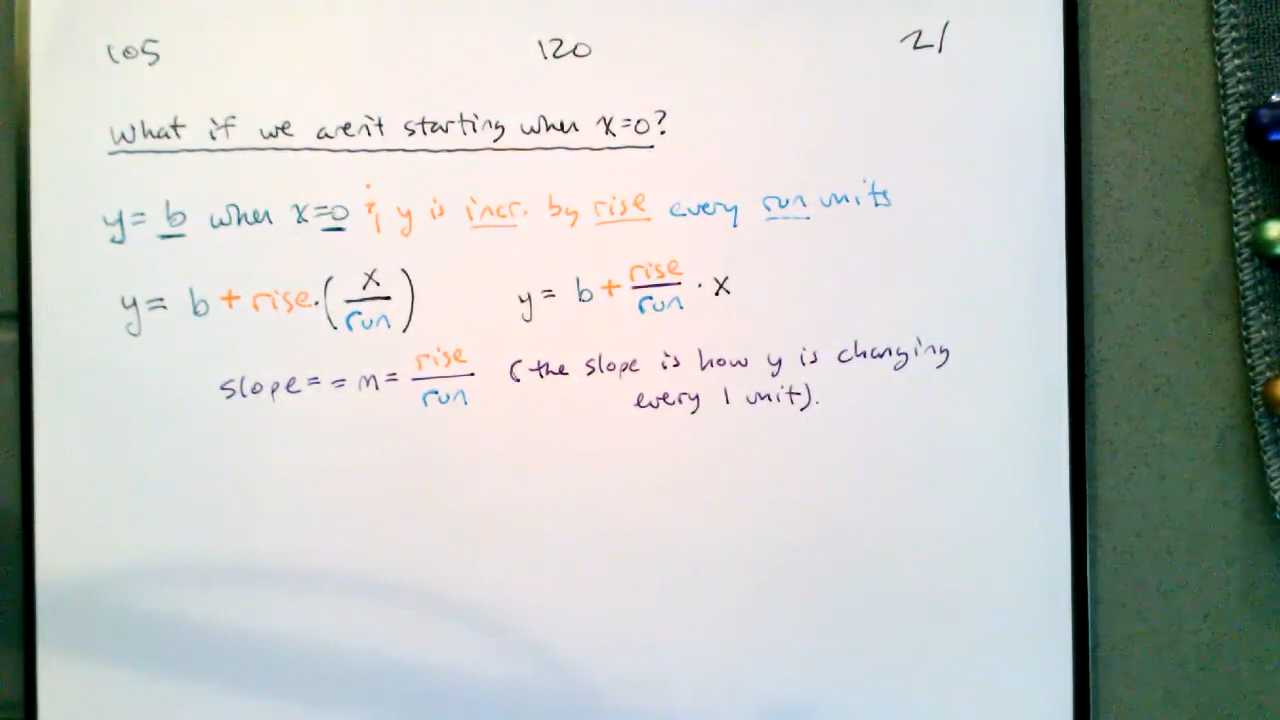 105 120 21
What if we aren't starting when x=0?
y = b when x=0 & y is incr. by rise every run units
y = b + rise·(x/run) y = b + rise/run · x
slope = = m = rise/run (the slope is how y is changing
every 1 unit).